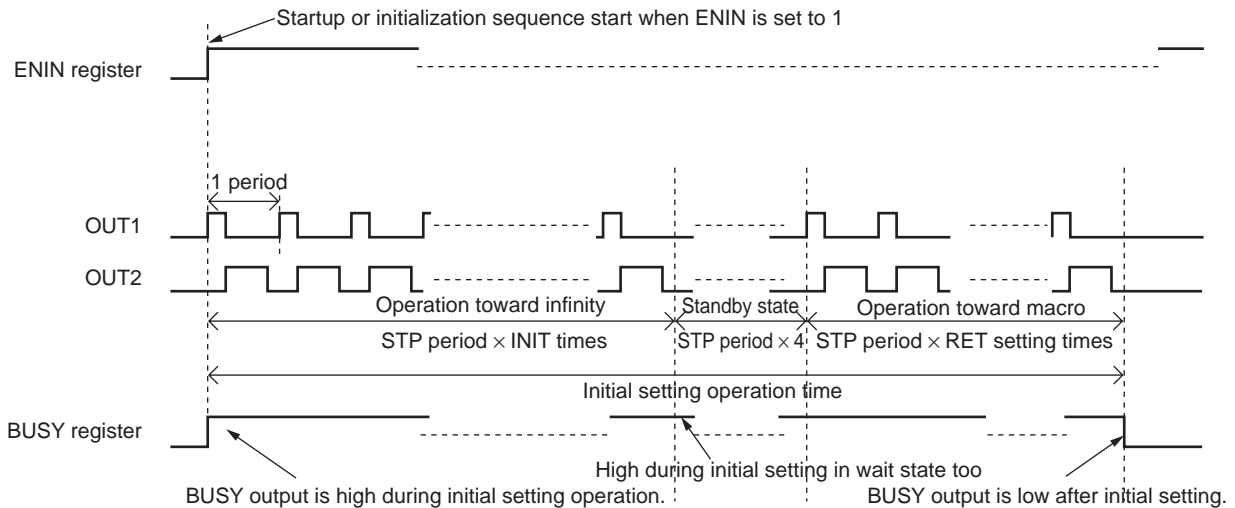 Startup or initialization sequence start when ENIN is set to 1
ENIN register
1 period
OUT1
OUT2
Operation toward infinity
Standby state
Operation toward macro
STP period × INIT times
STP period × 4
STP period × RET setting times
Initial setting operation time
BUSY register
High during initial setting in wait state too
BUSY output is high during initial setting operation.
BUSY output is low after initial setting.